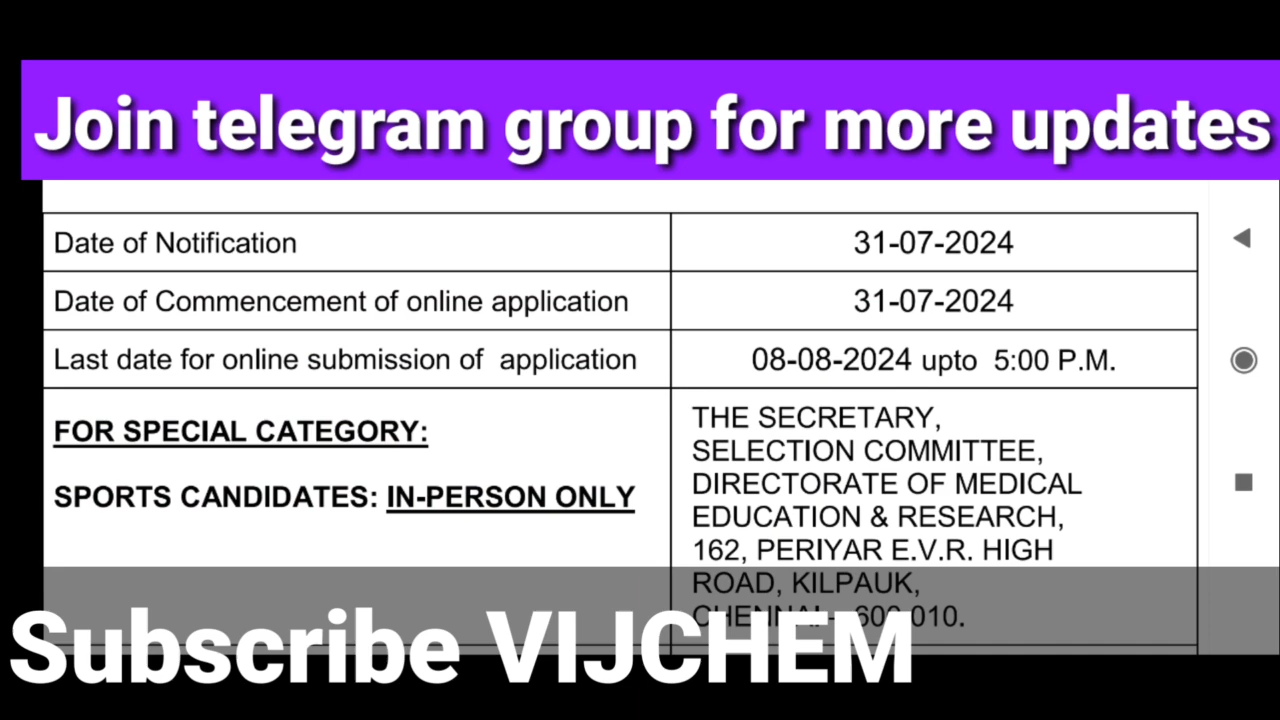 Join telegram group for more updates
Date of Notification 31-07-2024
Date of Commencement of online application 31-07-2024
Last date for online submission of application 08-08-2024 upto 5:00 P.M.
FOR SPECIAL CATEGORY:
SPORTS CANDIDATES: IN-PERSON ONLY
THE SECRETARY,
SELECTION COMMITTEE,
DIRECTORATE OF MEDICAL
EDUCATION & RESEARCH,
162, PERIYAR E.V.R. HIGH
ROAD, KILPAUK,
CHENNAI – 600 010.
Subscribe VIJCHEM